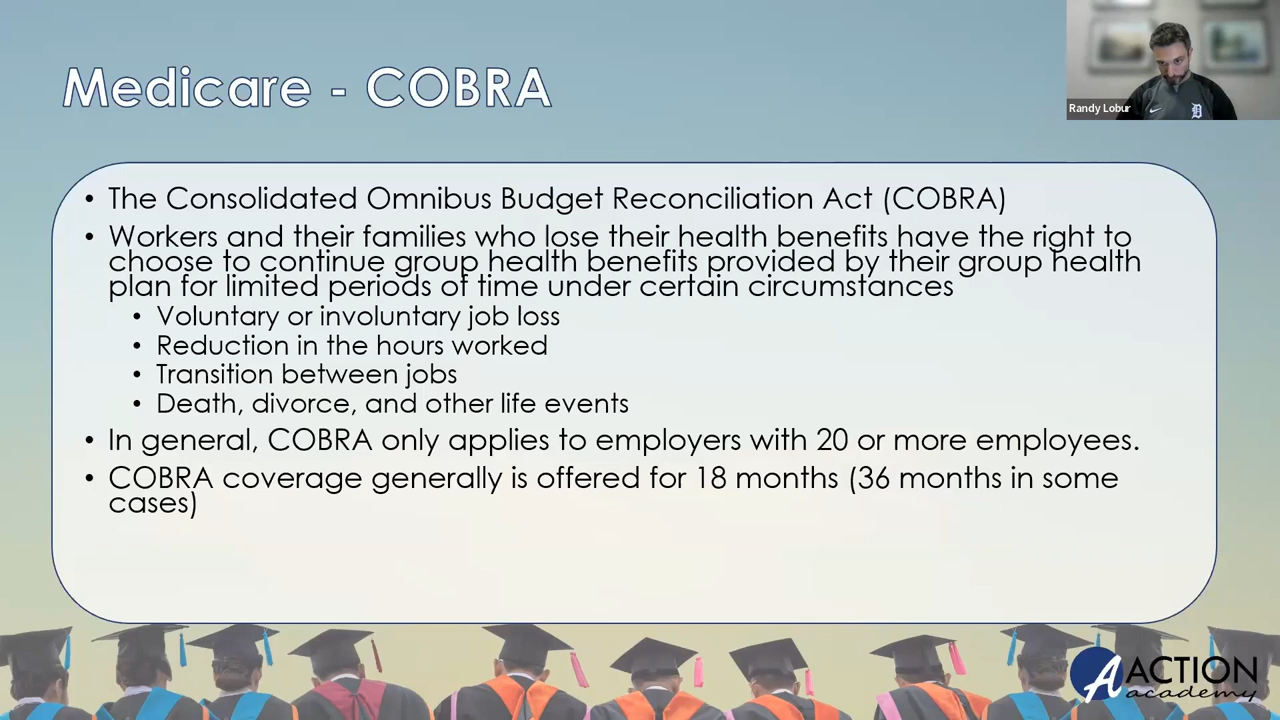 Medicare - COBRA
Randy Lobur
• The Consolidated Omnibus Budget Reconciliation Act (COBRA)
• Workers and their families who lose their health benefits have the right to
choose to continue group health benefits provided by their group health
plan for limited periods of time under certain circumstances
• Voluntary or involuntary job loss
• Reduction in the hours worked
• Transition between jobs
• Death, divorce, and other life events
• In general, COBRA only applies to employers with 20 or more employees.
• COBRA coverage generally is offered for 18 months (36 months in some
cases)
A ACTION
academy